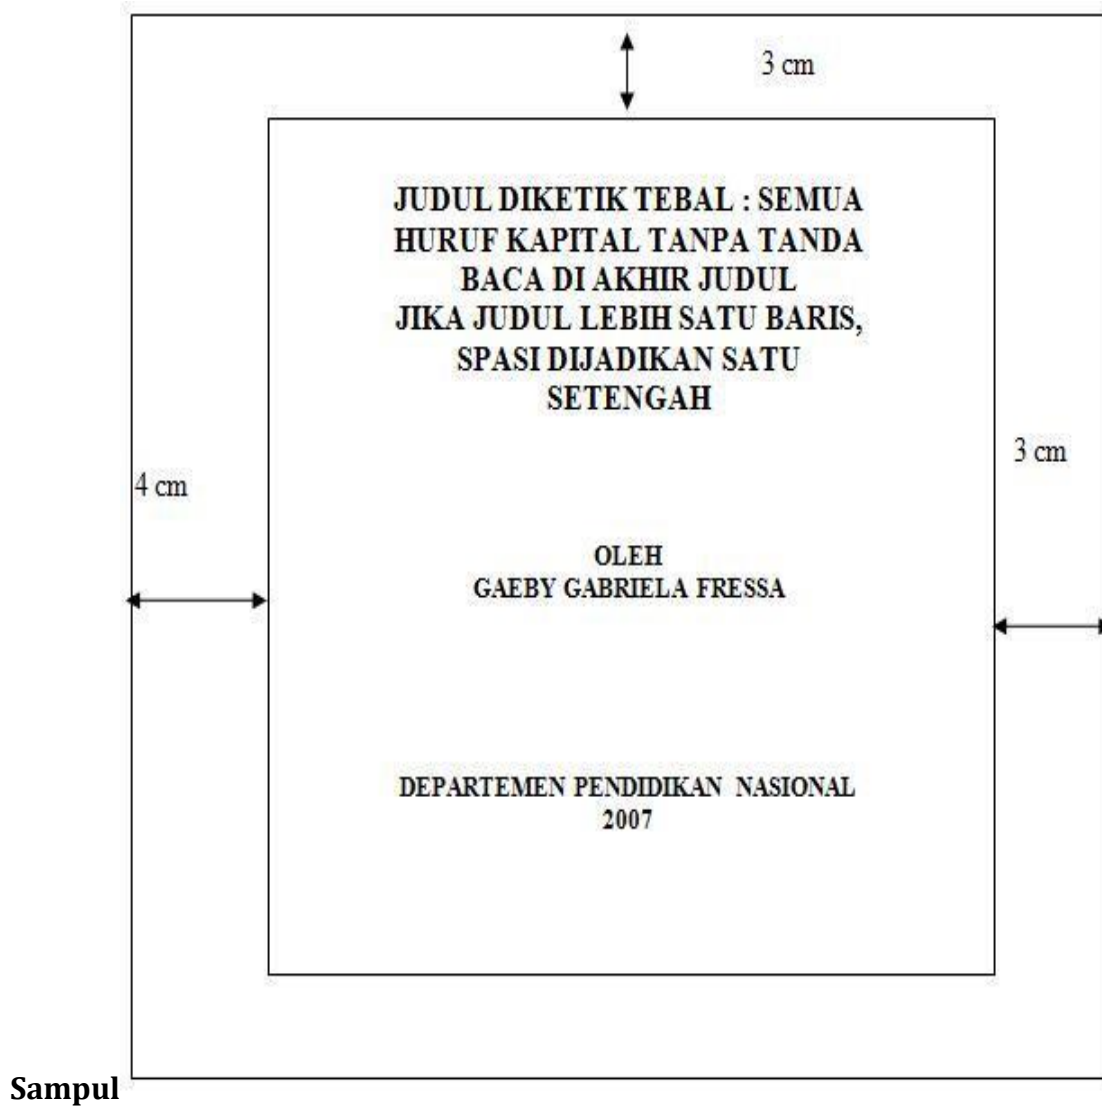 3 cm
JUDUL DIKETIK TEBAL : SEMUA
HURUF KAPITAL TANPA TANDA
BACA DI AKHIR JUDUL
JIKA JUDUL LEBIH SATU BARIS,
SPASI DIJADIKAN SATU
SETENGAH
3 cm
4 cm
OLEH
GAEBY GABRIELA FRESSA
DEPARTEMEN PENDIDIKAN NASIONAL
2007
Sampul